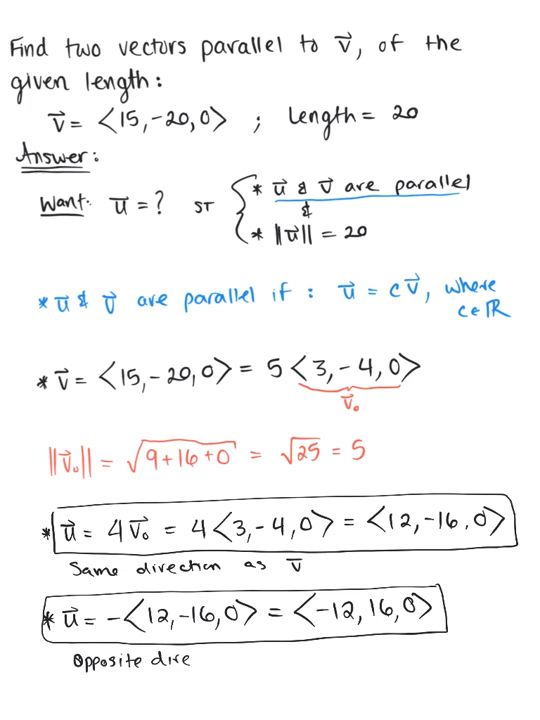 Find two vectors parallel to v⃗, of the
given length:
v⃗ = <15, -20, 0> ; Length = 20
Answer:
Want: u⃗ = ? ST { * u⃗ & v⃗ are parallel
&
* ||u⃗|| = 20
* u⃗ & v⃗ are parallel if : u⃗ = c v⃗, where
c∈ℝ
* v⃗ = <15, -20, 0> = 5 <3, -4, 0>
v⃗₀
||v⃗₀|| = √(9+16+0) = √25 = 5
* u⃗ = 4 v⃗₀ = 4 <3, -4, 0> = <12, -16, 0>
Same direction as v⃗
* u⃗ = - <12, -16, 0> = <-12, 16, 0>
Opposite dire